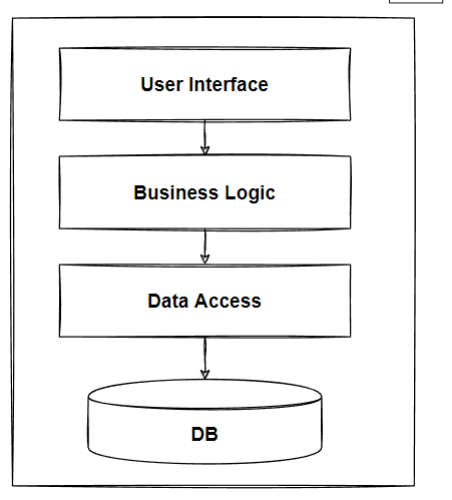 User Interface
Business Logic
Data Access
DB